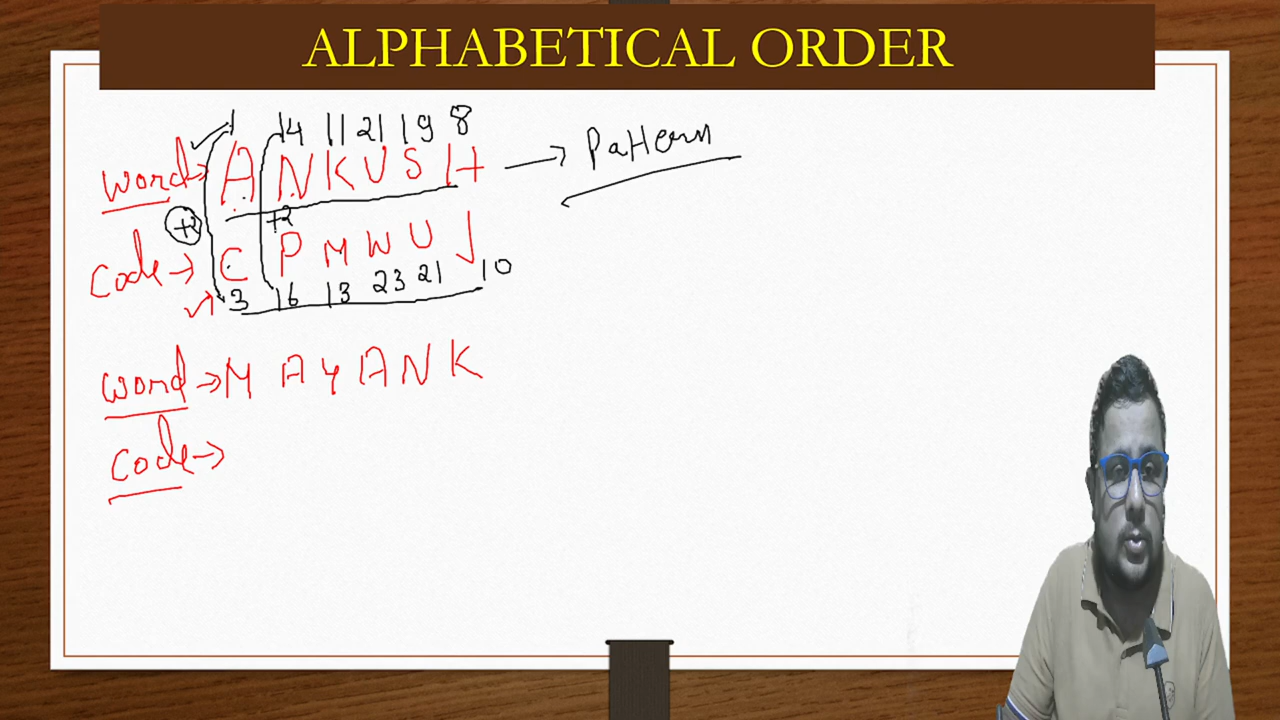 ALPHABETICAL ORDER
1 14 11 21 19 8
word→ A N K U S H → Pattern
+2 +2
Code→ C P M W U J
3 16 13 23 21 10
word→ M A Y A N K
Code→